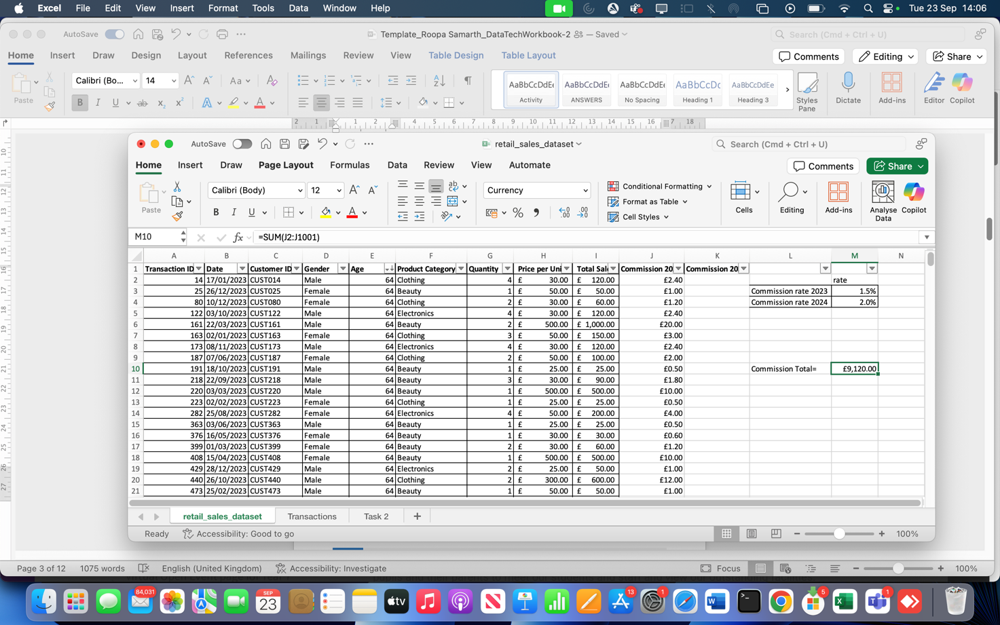 Excel File Edit View Insert Format Tools Data Window Help Tue 23 Sep 14:06
AutoSave Template_Roopa Samarth_DataTechWorkbook-2 — Saved Search (Cmd + Ctrl + U)
Home Insert Draw Design Layout References Mailings Review View Table Design Table Layout Comments Editing Share
Paste Calibri (Bo... 14 Aa AaBbCcDdEe AaBbCcDdEe AaBbCcDdEe AaBbCcDc AaBbCcDdEe
Activity ANSWERS No Spacing Heading 1 Heading 3 Styles Pane Dictate Add-ins Editor Copilot
2 1 1 2 3 4 5 6 7 8 9 10 11 12 13 14 15 16 17 18
AutoSave retail_sales_dataset Search (Cmd + Ctrl + U)
Home Insert Draw Page Layout Formulas Data Review View Automate Comments Share
Paste Calibri (Body) 12 Currency Conditional Formatting
Format as Table
Cell Styles
Cells Editing Add-ins Analyse Data Copilot
M10 fx =SUM(J2:J1001)
A B C D E F G H I J K L M N
1 Transaction ID Date Customer ID Gender Age Product Category Quantity Price per Uni Total Sal Commission 20 Commission 20
2 14 17/01/2023 CUST014 Male 64 Clothing 4 £ 30.00 £ 120.00 £2.40 rate
3 25 26/12/2023 CUST025 Female 64 Beauty 1 £ 50.00 £ 50.00 £1.00 Commission rate 2023 1.5%
4 80 10/12/2023 CUST080 Female 64 Clothing 2 £ 30.00 £ 60.00 £1.20 Commission rate 2024 2.0%
5 122 03/10/2023 CUST122 Male 64 Electronics 4 £ 30.00 £ 120.00 £2.40
6 161 22/03/2023 CUST161 Male 64 Beauty 2 £ 500.00 £ 1,000.00 £20.00
7 163 02/01/2023 CUST163 Female 64 Clothing 3 £ 50.00 £ 150.00 £3.00
8 173 08/11/2023 CUST173 Male 64 Electronics 4 £ 30.00 £ 120.00 £2.40
9 187 07/06/2023 CUST187 Female 64 Clothing 2 £ 50.00 £ 100.00 £2.00
10 191 18/10/2023 CUST191 Male 64 Beauty 1 £ 25.00 £ 25.00 £0.50 Commission Total= £9,120.00
11 218 22/09/2023 CUST218 Male 64 Beauty 3 £ 30.00 £ 90.00 £1.80
12 220 03/03/2023 CUST220 Male 64 Beauty 1 £ 500.00 £ 500.00 £10.00
13 223 02/02/2023 CUST223 Female 64 Clothing 1 £ 25.00 £ 25.00 £0.50
14 282 25/08/2023 CUST282 Female 64 Electronics 4 £ 50.00 £ 200.00 £4.00
15 363 03/06/2023 CUST363 Male 64 Beauty 1 £ 25.00 £ 25.00 £0.50
16 376 16/05/2023 CUST376 Female 64 Beauty 1 £ 30.00 £ 30.00 £0.60
17 399 01/03/2023 CUST399 Female 64 Beauty 2 £ 30.00 £ 60.00 £1.20
18 408 15/04/2023 CUST408 Female 64 Beauty 1 £ 500.00 £ 500.00 £10.00
19 429 28/12/2023 CUST429 Male 64 Electronics 2 £ 25.00 £ 50.00 £1.00
20 440 26/10/2023 CUST440 Male 64 Clothing 2 £ 300.00 £ 600.00 £12.00
21 473 25/02/2023 CUST473 Male 64 Beauty 1 £ 50.00 £ 50.00 £1.00
retail_sales_dataset Transactions Task 2 +
Ready Accessibility: Good to go 100%
Page 3 of 12 1075 words English (United Kingdom) Accessibility: Investigate Focus 100%
84,031 SEP 23 tv 13 1 5 1